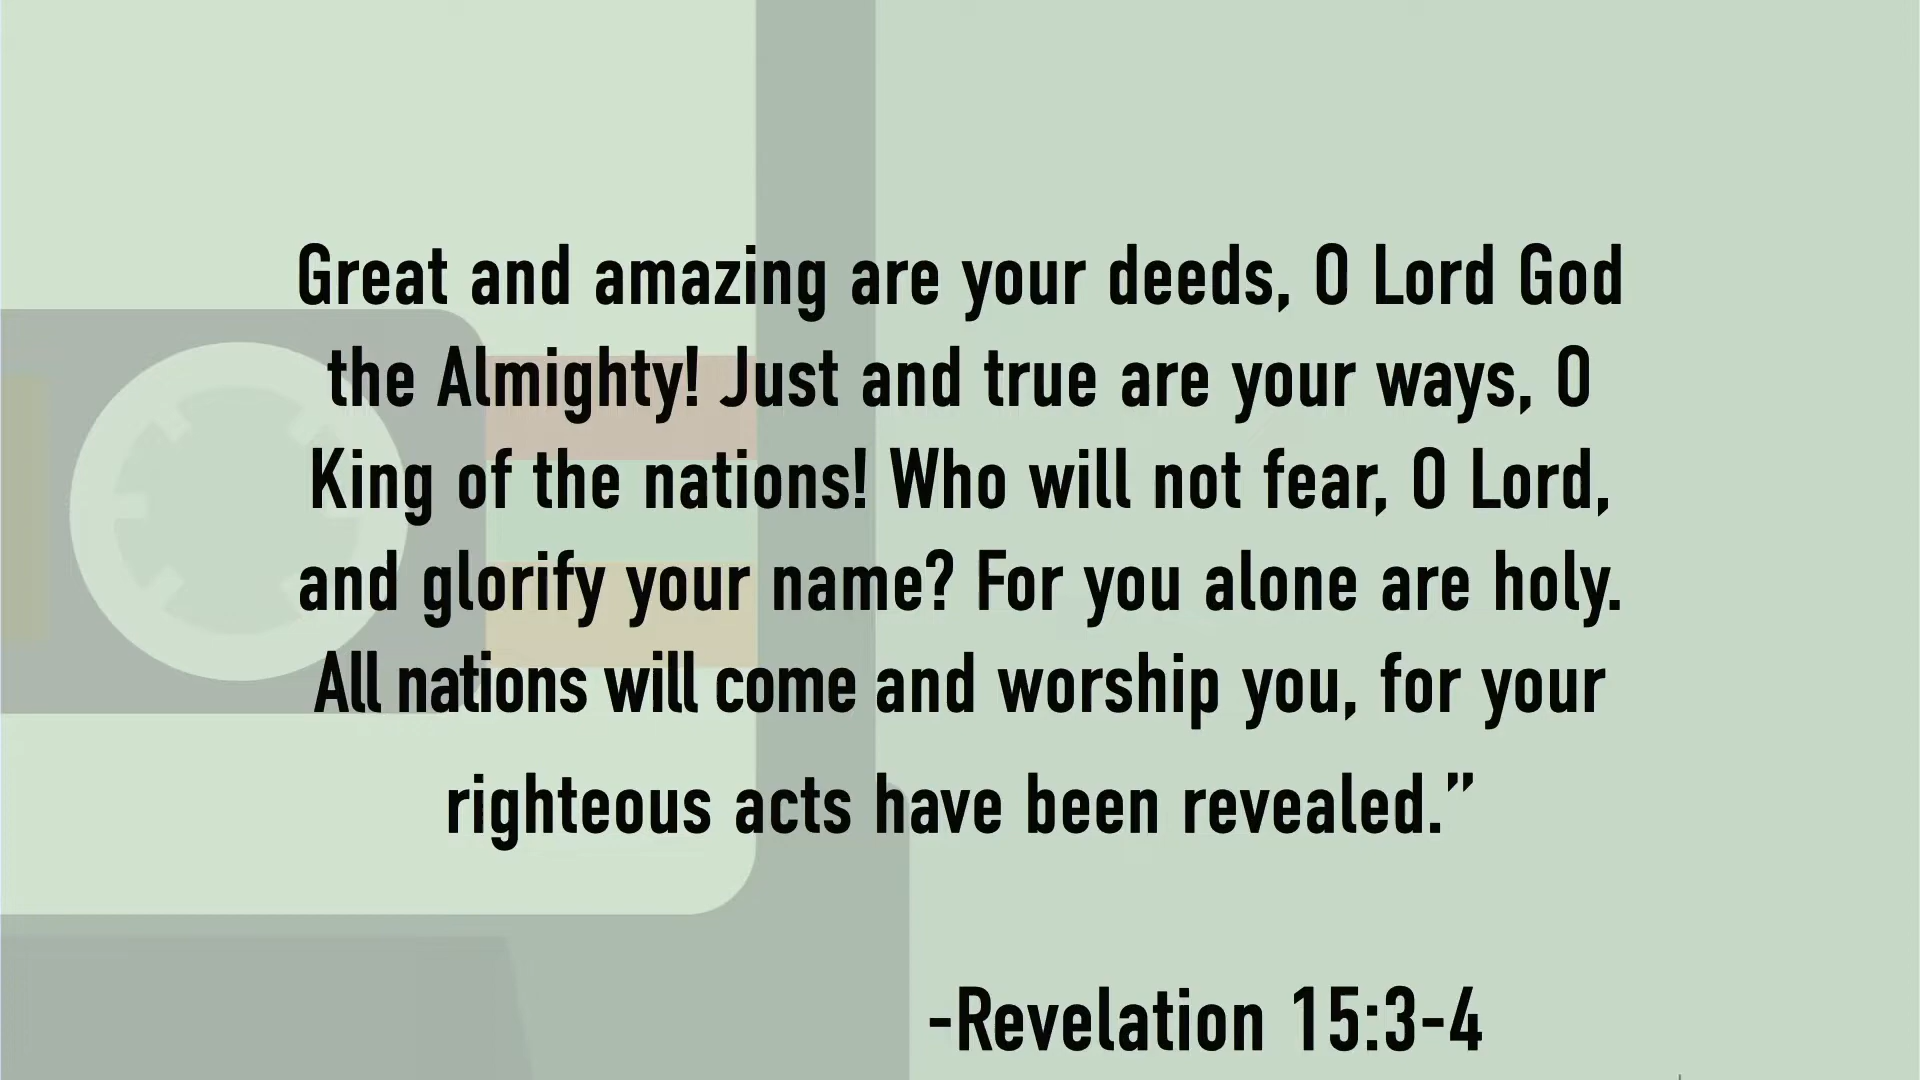 Great and amazing are your deeds, O Lord God
the Almighty! Just and true are your ways, O
King of the nations! Who will not fear, O Lord,
and glorify your name? For you alone are holy.
All nations will come and worship you, for your
righteous acts have been revealed.”
-Revelation 15:3-4